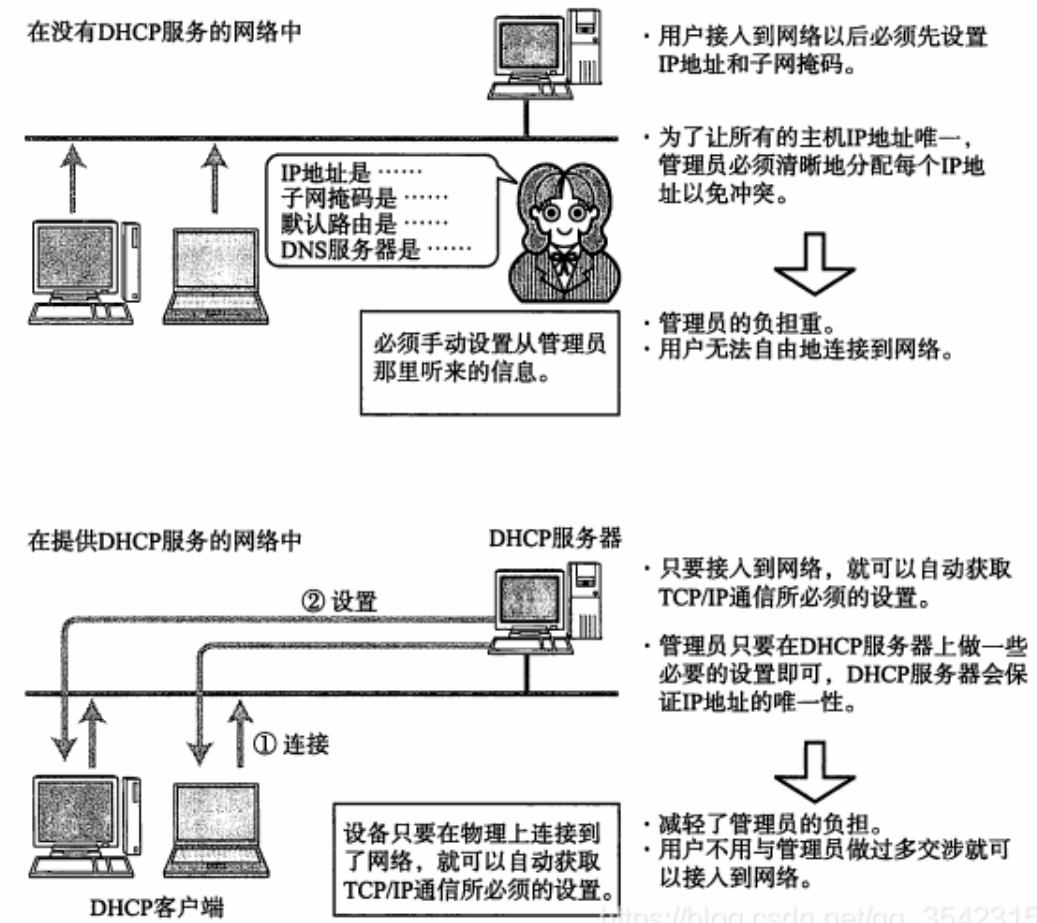 在没有DHCP服务的网络中
·用户接入到网络以后必须先设置
IP地址和子网掩码。
·为了让所有的主机IP地址唯一，
管理员必须清晰地分配每个IP地
址以免冲突。
IP地址是……
子网掩码是……
默认路由是……
DNS服务器是……
必须手动设置从管理员
那里听来的信息。
·管理员的负担重。
·用户无法自由地连接到网络。
在提供DHCP服务的网络中
DHCP服务器
② 设置
① 连接
·只要接入到网络，就可以自动获取
TCP/IP通信所必须的设置。
·管理员只要在DHCP服务器上做一些
必要的设置即可，DHCP服务器会保
证IP地址的唯一性。
设备只要在物理上连接到
了网络，就可以自动获取
TCP/IP通信所必须的设置。
·减轻了管理员的负担。
·用户不用与管理员做过多交涉就可
以接入到网络。
DHCP客户端
https://blog.csdn.net/qq_3542315